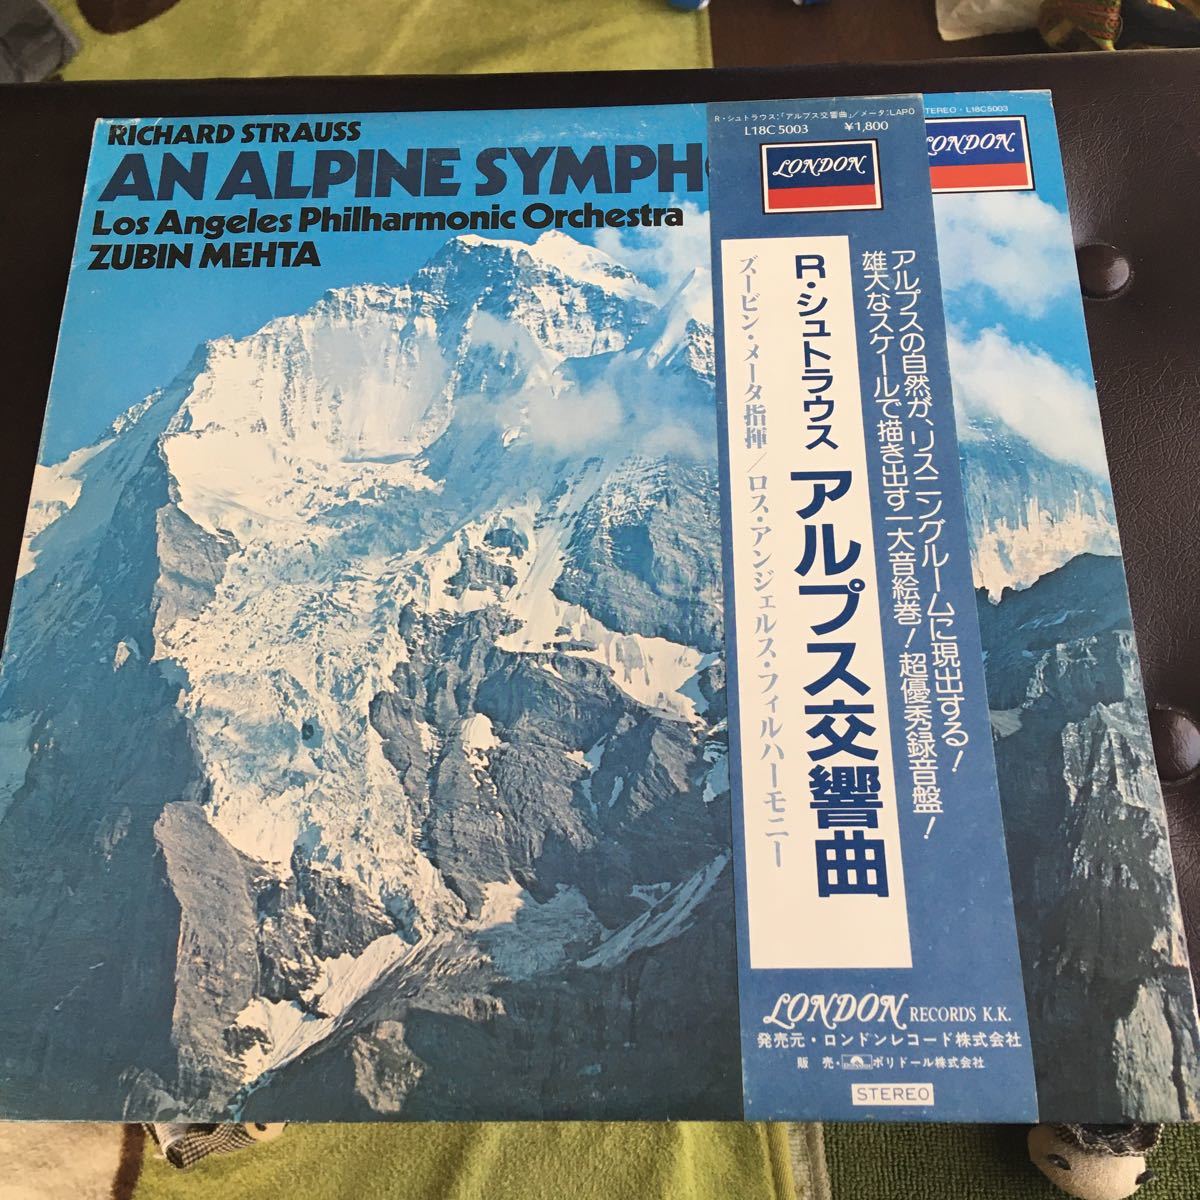 RICHARD STRAUSS
AN ALPINE SYMPHO
Los Angeles Philharmonic Orchestra
ZUBIN MEHTA
R・シュトラウス:「アルプス交響曲」/メータ:LAPO
L18C 5003 ¥1,800
LONDON
アルプスの自然が、リスニングルームに現出する!
雄大なスケールで描き出す一大音絵巻!超優秀録音盤!
R・シュトラウス アルプス交響曲
ズービン・メータ指揮/ロス・アンジェルス・フィルハーモニー
LONDON RECORDS K.K.
発売元・ロンドンレコード株式会社
販売・ポリドール株式会社
STEREO
TEREO・L18C5003
LONDON